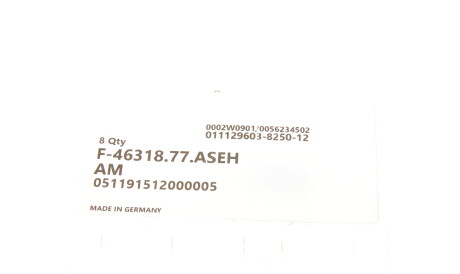 0002W0901/0056234502
011129603-8250-12
8 Qty
F-46318.77.ASEH
AM
051191512000005
MADE IN GERMANY